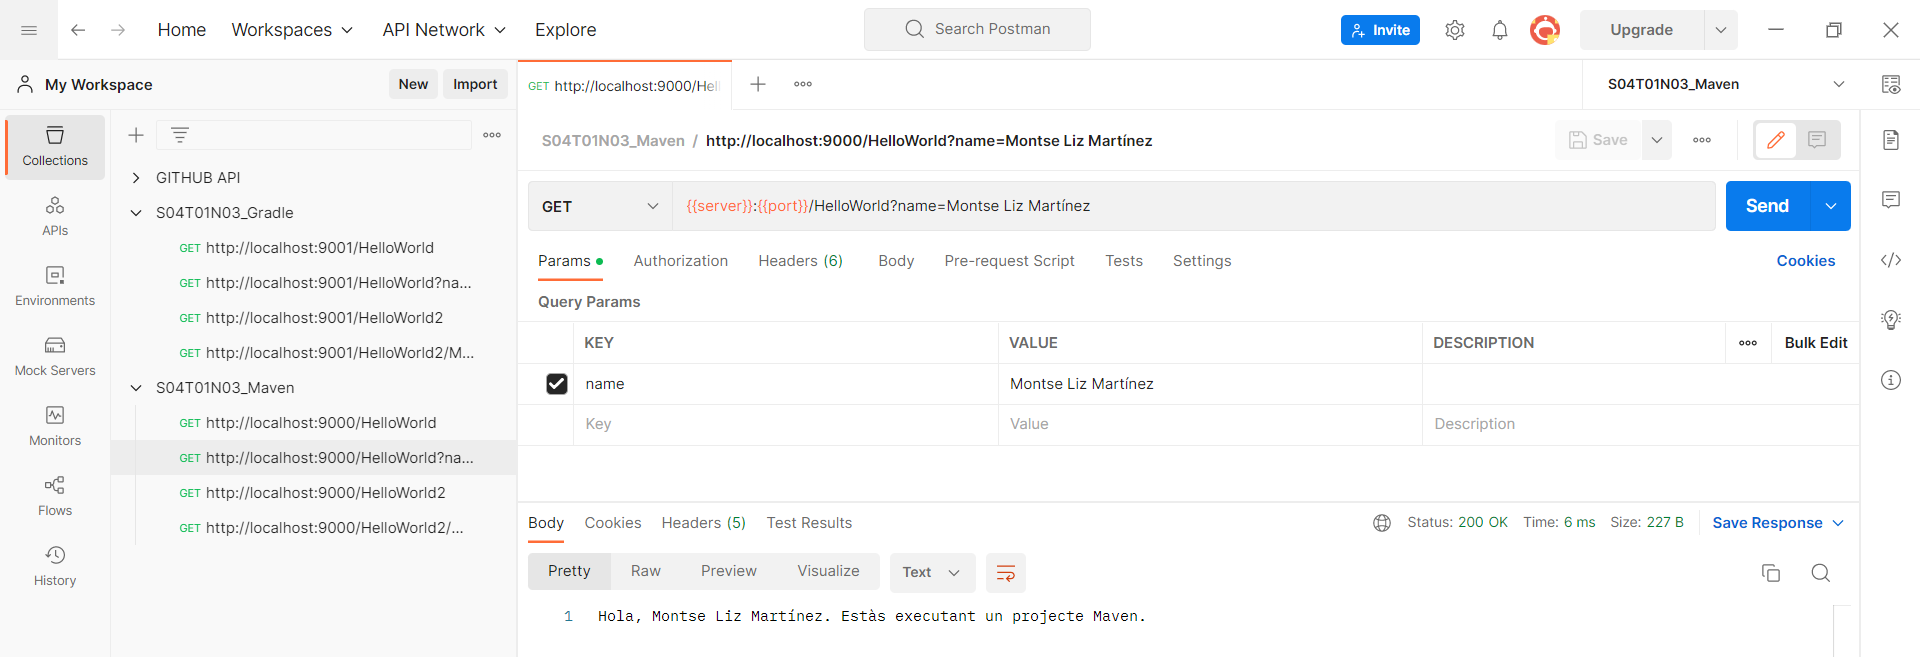 Home Workspaces API Network Explore Search Postman Invite Upgrade
My Workspace New Import GET http://localhost:9000/Hel S04T01N03_Maven
S04T01N03_Maven / http://localhost:9000/HelloWorld?name=Montse Liz Martínez Save
Collections
APIs
Environments
Mock Servers
Monitors
Flows
History
GITHUB API
S04T01N03_Gradle
GET http://localhost:9001/HelloWorld
GET http://localhost:9001/HelloWorld?na...
GET http://localhost:9001/HelloWorld2
GET http://localhost:9001/HelloWorld2/M...
S04T01N03_Maven
GET http://localhost:9000/HelloWorld
GET http://localhost:9000/HelloWorld?na...
GET http://localhost:9000/HelloWorld2
GET http://localhost:9000/HelloWorld2/...
GET {{server}}:{{port}}/HelloWorld?name=Montse Liz Martínez Send
Params Authorization Headers (6) Body Pre-request Script Tests Settings Cookies
Query Params
KEY VALUE DESCRIPTION Bulk Edit
name Montse Liz Martínez
Key Value Description
Body Cookies Headers (5) Test Results Status: 200 OK Time: 6 ms Size: 227 B Save Response
Pretty Raw Preview Visualize Text
1 Hola, Montse Liz Martínez. Estàs executant un projecte Maven.